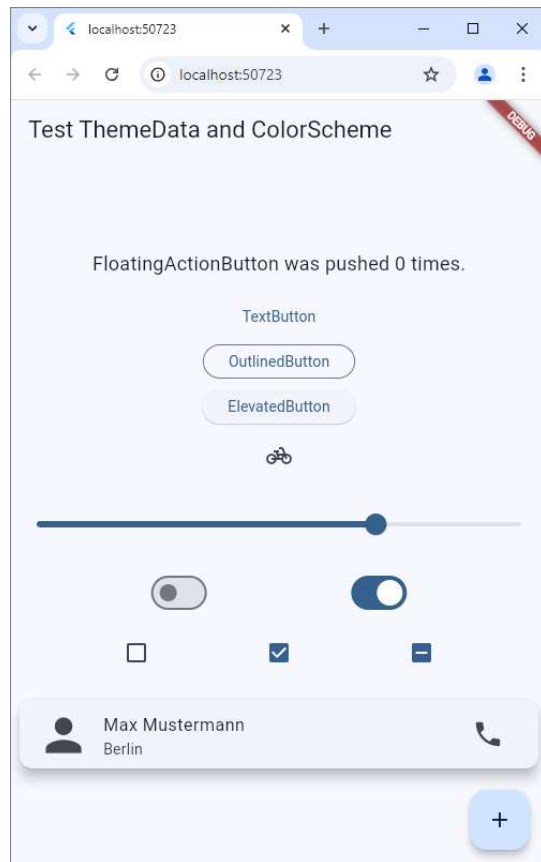 localhost:50723
localhost:50723
Test ThemeData and ColorScheme
DEBUG
FloatingActionButton was pushed 0 times.
TextButton
OutlinedButton
ElevatedButton
Max Mustermann
Berlin